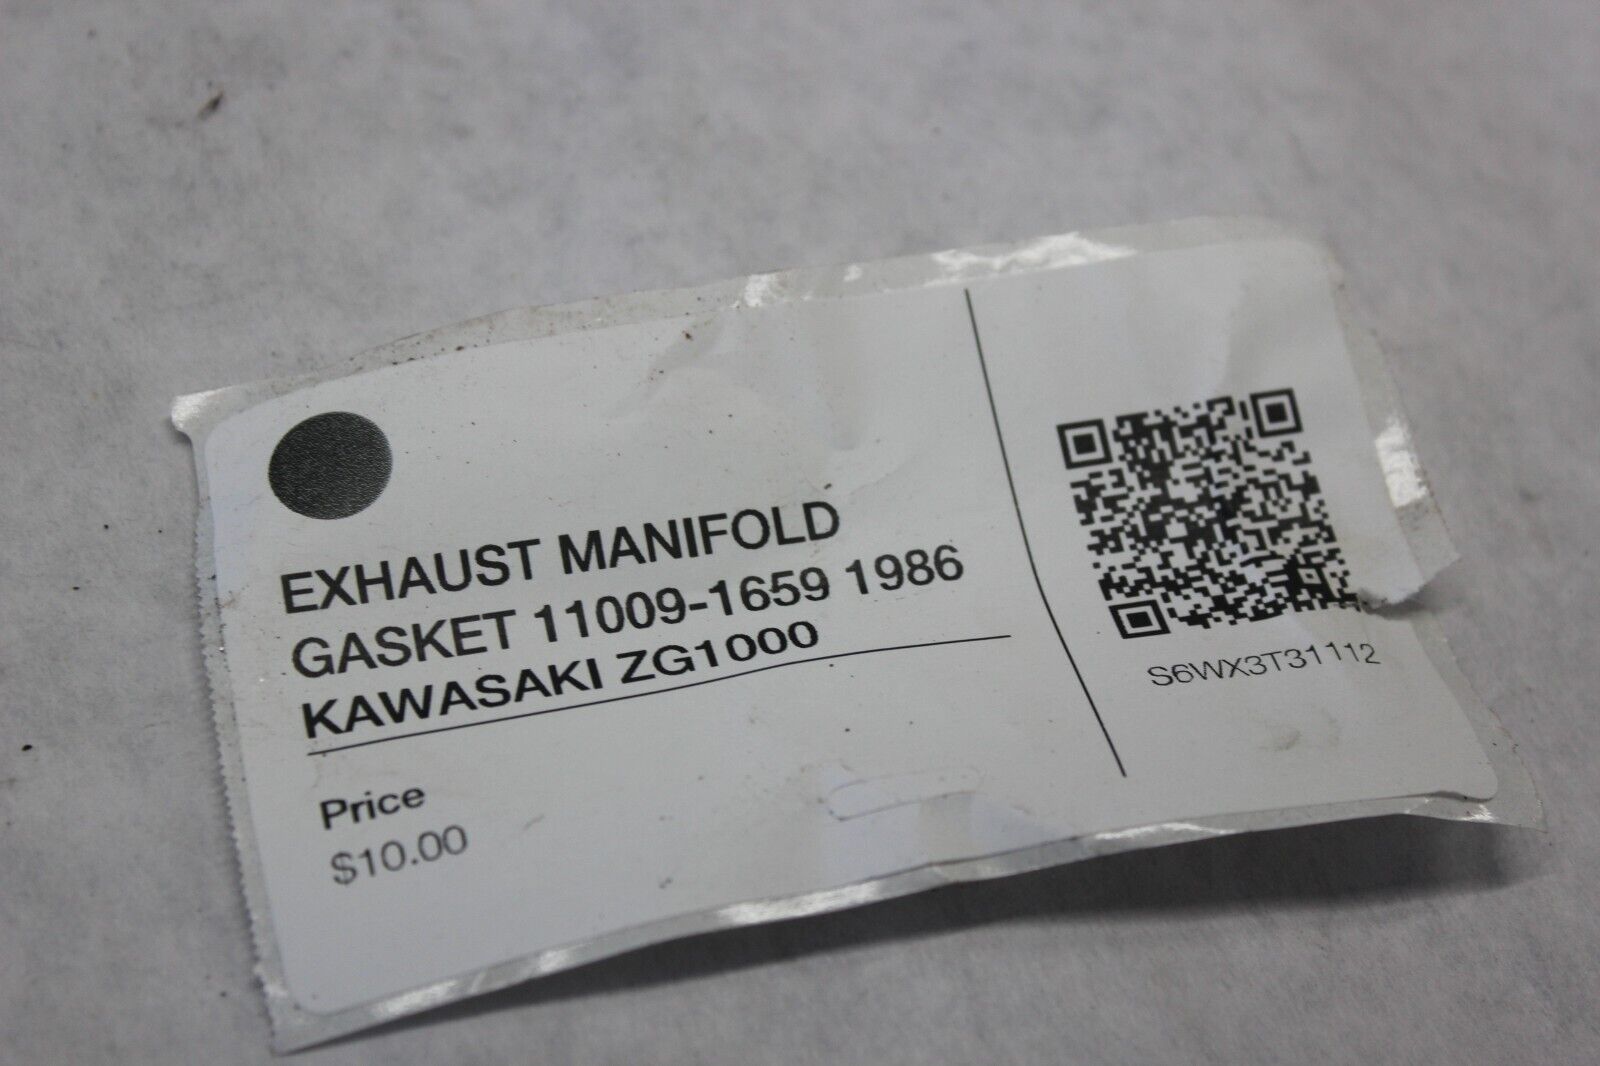 EXHAUST MANIFOLD
GASKET 11009-1659 1986
KAWASAKI ZG1000
Price
$10.00
S6WX3T31112